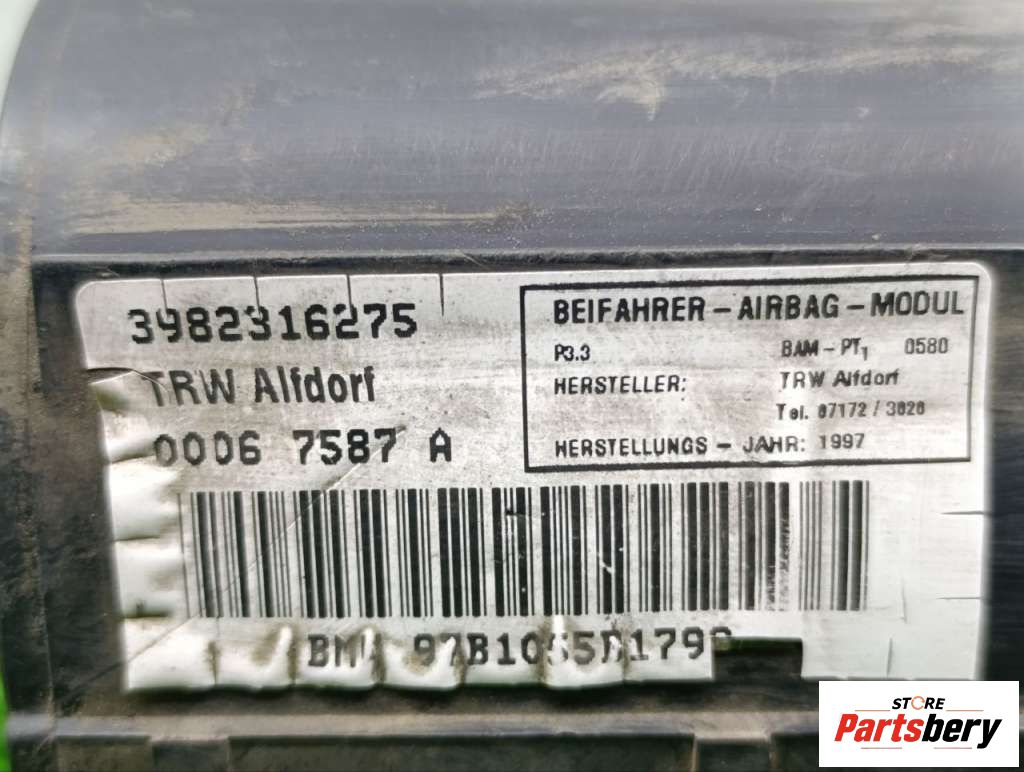 3982316275
TRW Alfdorf
0006 7587 A
BEIFAHRER - AIRBAG - MODUL
P3.3 BAM - PT1 0580
HERSTELLER: TRW Alfdorf
Tel. 07172 / 3020
HERSTELLUNGS - JAHR: 1997
STORE
Partsbery